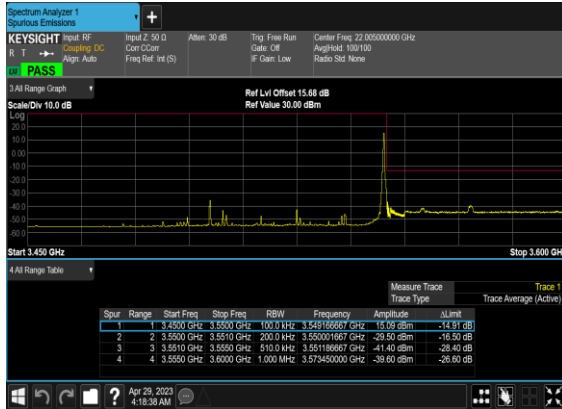 Spectrum Analyzer 1
Spurious Emissions
KEYSIGHT Input: RF Input Z: 50 Ω Atten: 30 dB Trig: Free Run Center Freq: 22.005000000 GHz
R T Coupling: DC Corr CCorr Gate: Off Avg|Hold: 100/100
Align: Auto Freq Ref: Int (S) IF Gain: Low Radio Std: None
PASS
3 All Range Graph
Ref Lvl Offset 15.68 dB
Scale/Div 10.0 dB Ref Value 30.00 dBm
Log
20.0
10.0
0.00
-10.0
-20.0
-30.0
-40.0
-50.0
-60.0
Start 3.450 GHz Stop 3.600 GH
4 All Range Table
Measure Trace Trace 1
Trace Type Trace Average (Active)
Spur Range Start Freq Stop Freq RBW Frequency Amplitude ΔLimit
1 1 3.4500 GHz 3.5500 GHz 100.0 kHz 3.549166667 GHz 15.09 dBm -14.91 dB
2 2 3.5500 GHz 3.5510 GHz 200.0 kHz 3.550001667 GHz -29.50 dBm -16.50 dB
3 3 3.5510 GHz 3.5550 GHz 510.0 kHz 3.551186667 GHz -41.40 dBm -28.40 dB
4 4 3.5550 GHz 3.6000 GHz 1.000 MHz 3.573450000 GHz -39.60 dBm -26.60 dB
Apr 29, 2023
4:18:38 AM